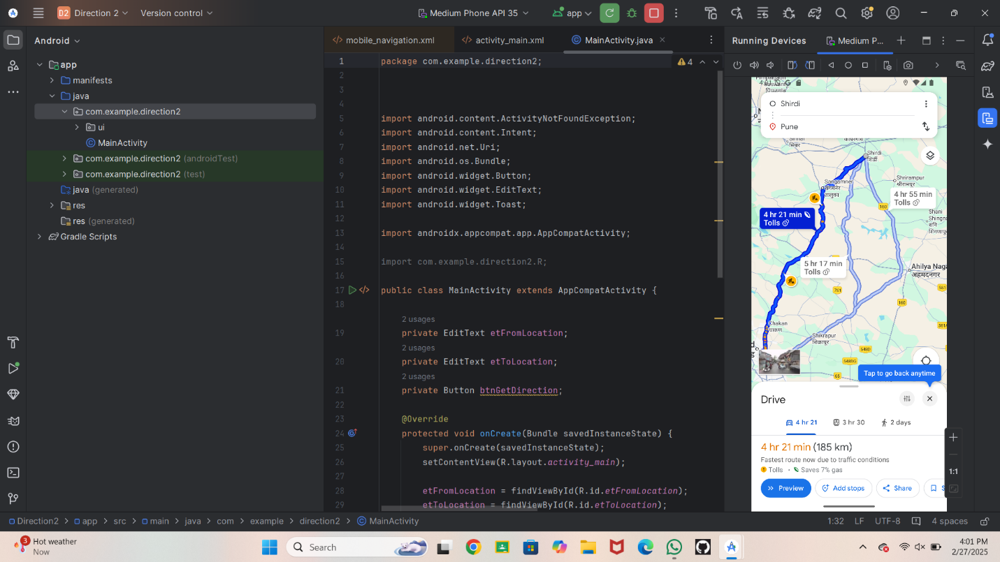 D2 Direction 2 Version control
Medium Phone API 35
app
Android
app
manifests
java
com.example.direction2
ui
MainActivity
com.example.direction2 (androidTest)
com.example.direction2 (test)
java (generated)
res
res (generated)
Gradle Scripts
mobile_navigation.xml activity_main.xml MainActivity.java
4
1 package com.example.direction2;
2
3
4
5 import android.content.ActivityNotFoundException;
6 import android.content.Intent;
7 import android.net.Uri;
8 import android.os.Bundle;
9 import android.widget.Button;
10 import android.widget.EditText;
11 import android.widget.Toast;
12
13 import androidx.appcompat.app.AppCompatActivity;
14
15 import com.example.direction2.R;
16
17 public class MainActivity extends AppCompatActivity {
18
2 usages
19 private EditText etFromLocation;
2 usages
20 private EditText etToLocation;
2 usages
21 private Button btnGetDirection;
22
23 @Override
24 protected void onCreate(Bundle savedInstanceState) {
25 super.onCreate(savedInstanceState);
26 setContentView(R.layout.activity_main);
27
28 etFromLocation = findViewById(R.id.etFromLocation);
29 etToLocation = findViewById(R.id.etToLocation);
Running Devices Medium P...
Shirdi
Pune
Shirdi
शिर्डी
Sangamner
Shrirampur
श्रीरामपूर
4 hr 55 min
Tolls
160
4 hr 21 min
Tolls
Shani
5 hr 17 min
Tolls
Ahilya Naga
अहमदनगर
761
561
160
Chakan
चाकण
Shikrapur
शिक्रापूर
548D
548DG
65
Tap to go back anytime
Drive
4 hr 21 3 hr 30 2 days
4 hr 21 min (185 km)
Fastest route now due to traffic conditions
Tolls • Saves 7% gas
Preview Add stops Share S
1:1
Direction2 > app > src > main > java > com > example > direction2 > MainActivity
1:32 LF UTF-8 4 spaces
3
Hot weather
Now
Search
4:01 PM
2/27/2025